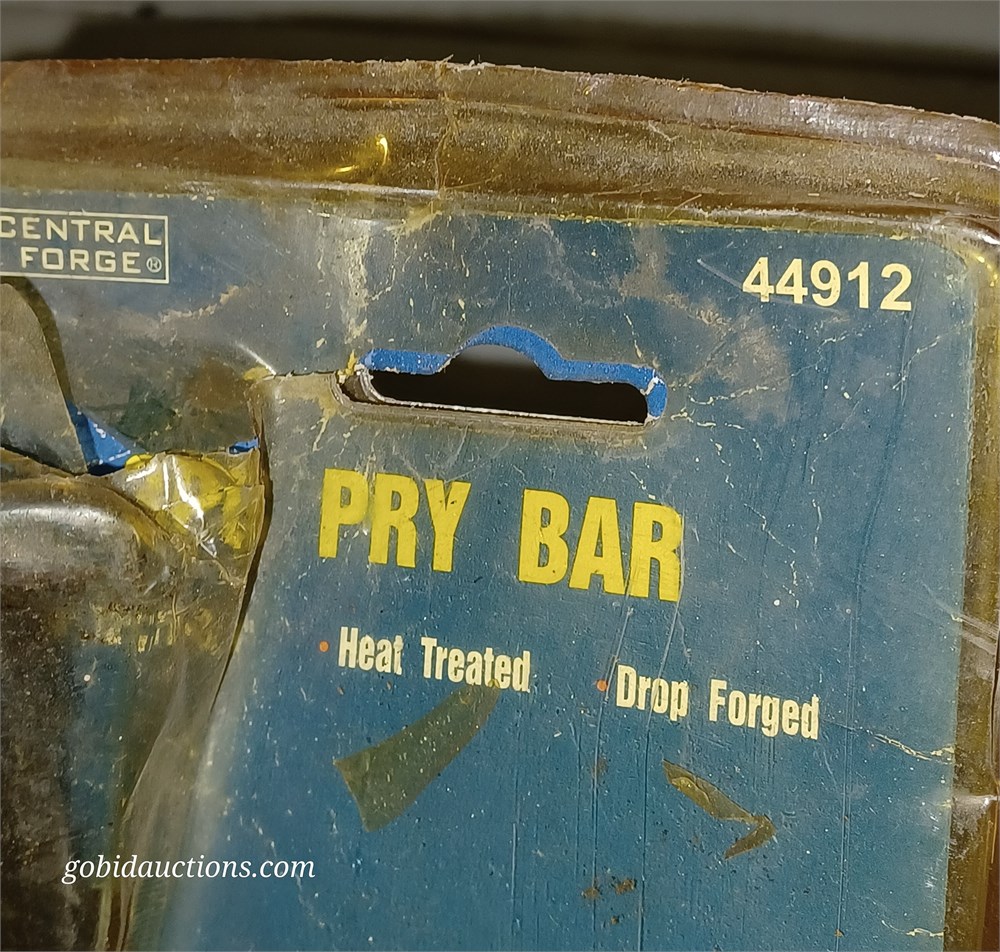 CENTRAL
FORGE®
44912
PRY BAR
• Heat Treated • Drop Forged
gobidauctions.com